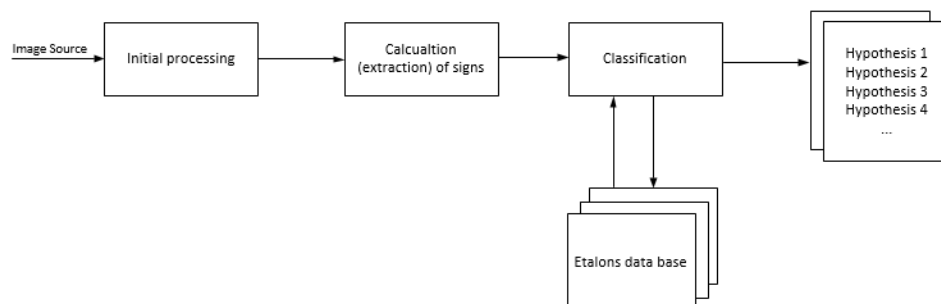 Image Source
Initial processing
Calcualtion
(extraction) of signs
Classification
Hypothesis 1
Hypothesis 2
Hypothesis 3
Hypothesis 4
...
Etalons data base